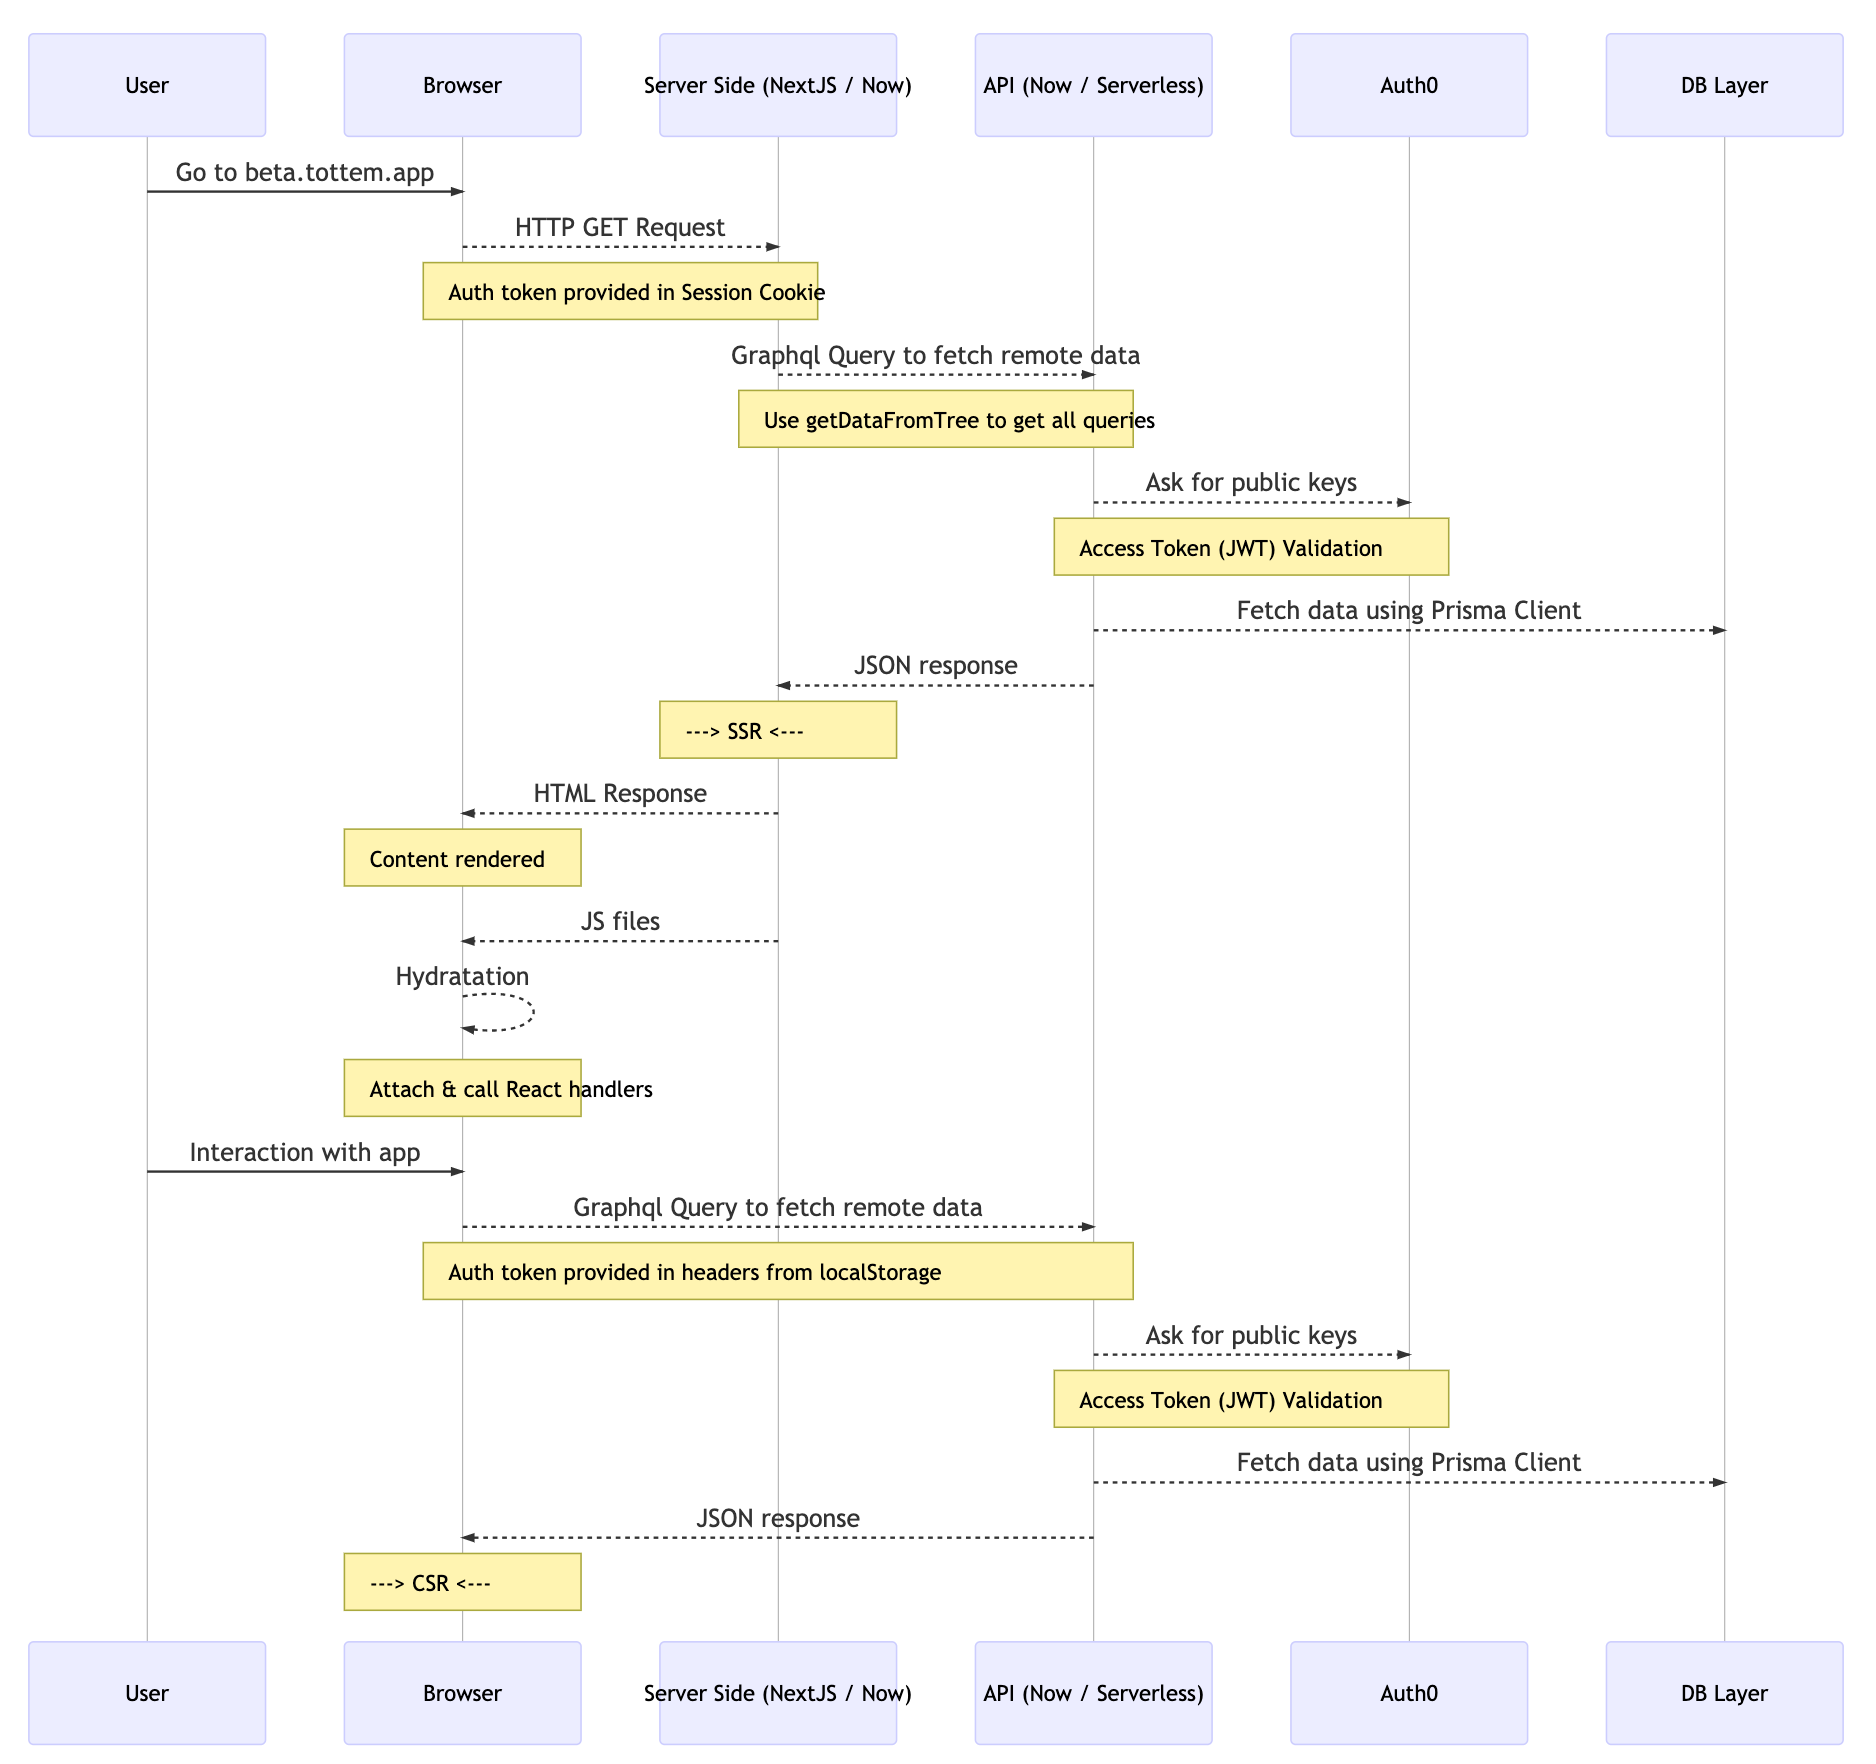 User
Browser
Server Side (NextJS / Now)
API (Now / Serverless)
Auth0
DB Layer
Go to beta.tottem.app
HTTP GET Request
Auth token provided in Session Cookie
Graphql Query to fetch remote data
Use getDataFromTree to get all queries
Ask for public keys
Access Token (JWT) Validation
Fetch data using Prisma Client
JSON response
---> SSR <---
HTML Response
Content rendered
JS files
Hydratation
Attach & call React handlers
Interaction with app
Graphql Query to fetch remote data
Auth token provided in headers from localStorage
Ask for public keys
Access Token (JWT) Validation
Fetch data using Prisma Client
JSON response
---> CSR <---
User
Browser
Server Side (NextJS / Now)
API (Now / Serverless)
Auth0
DB Layer